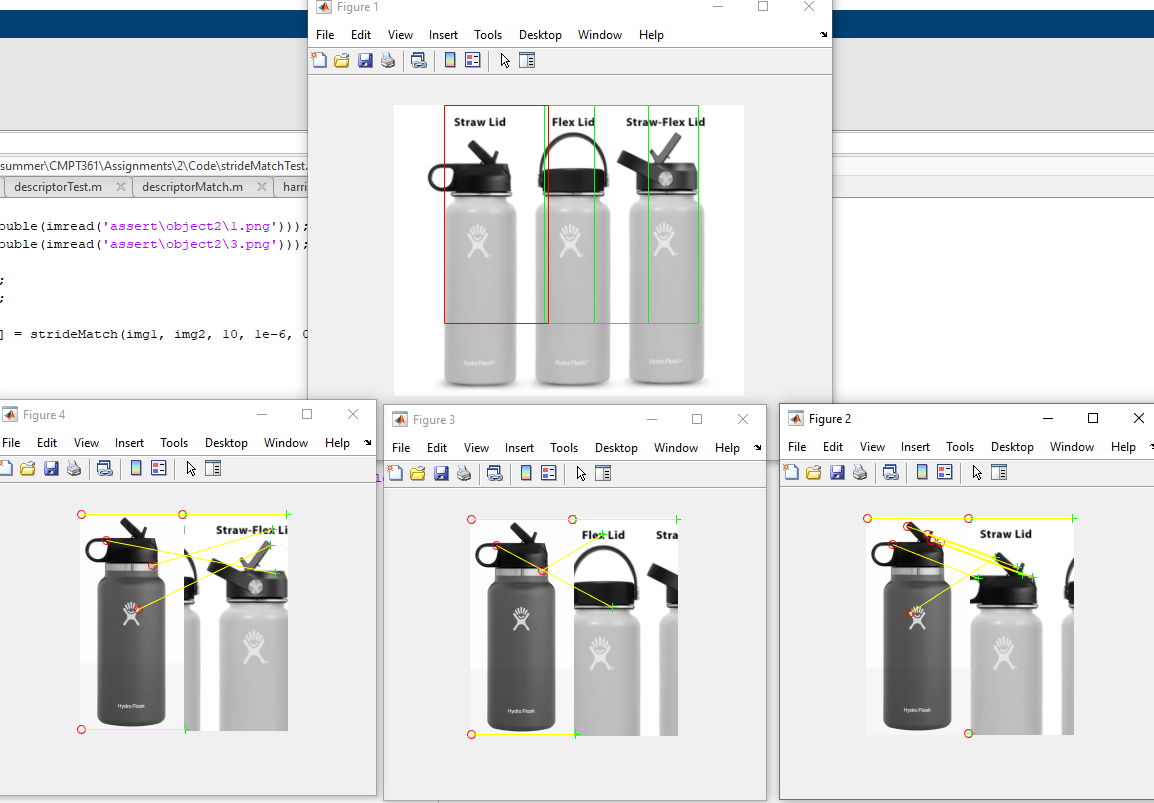 Figure 1
File Edit View Insert Tools Desktop Window Help
Straw Lid Flex Lid Straw-Flex Lid
summer\CMPT361\Assignments\2\Code\strideMatchTest.
descriptorTest.m descriptorMatch.m harri
ouble(imread('assert\object2\1.png')));
ouble(imread('assert\object2\3.png')));
;
;
] = strideMatch(img1, img2, 10, 1e-6, 0
Hydro Flask Hydro Flask Hydro Flask
Figure 4
File Edit View Insert Tools Desktop Window Help
Straw-Flex Li
Hydro Flask
Figure 3
File Edit View Insert Tools Desktop Window Help
Flex Lid Stra
Hydro Flask
Figure 2
File Edit View Insert Tools Desktop Window Help
Straw Lid
Hydro Flask